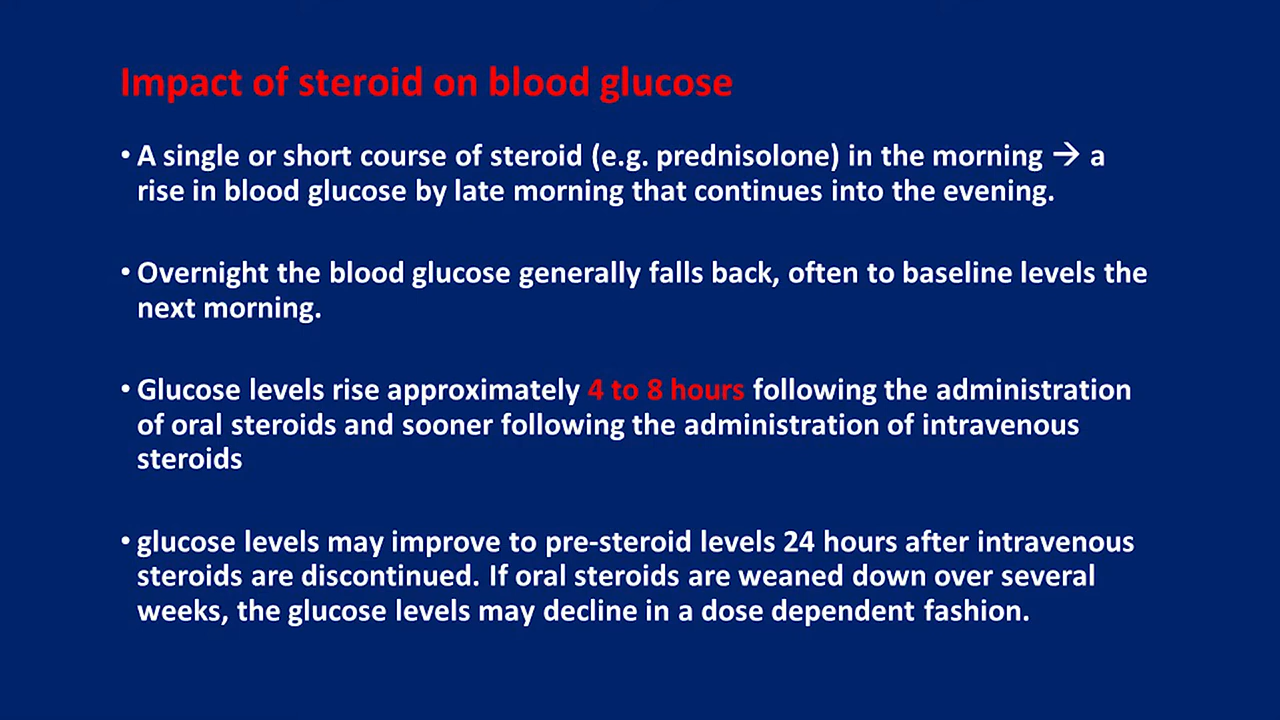 Impact of steroid on blood glucose
• A single or short course of steroid (e.g. prednisolone) in the morning → a
rise in blood glucose by late morning that continues into the evening.
• Overnight the blood glucose generally falls back, often to baseline levels the
next morning.
• Glucose levels rise approximately 4 to 8 hours following the administration
of oral steroids and sooner following the administration of intravenous
steroids
• glucose levels may improve to pre-steroid levels 24 hours after intravenous
steroids are discontinued. If oral steroids are weaned down over several
weeks, the glucose levels may decline in a dose dependent fashion.